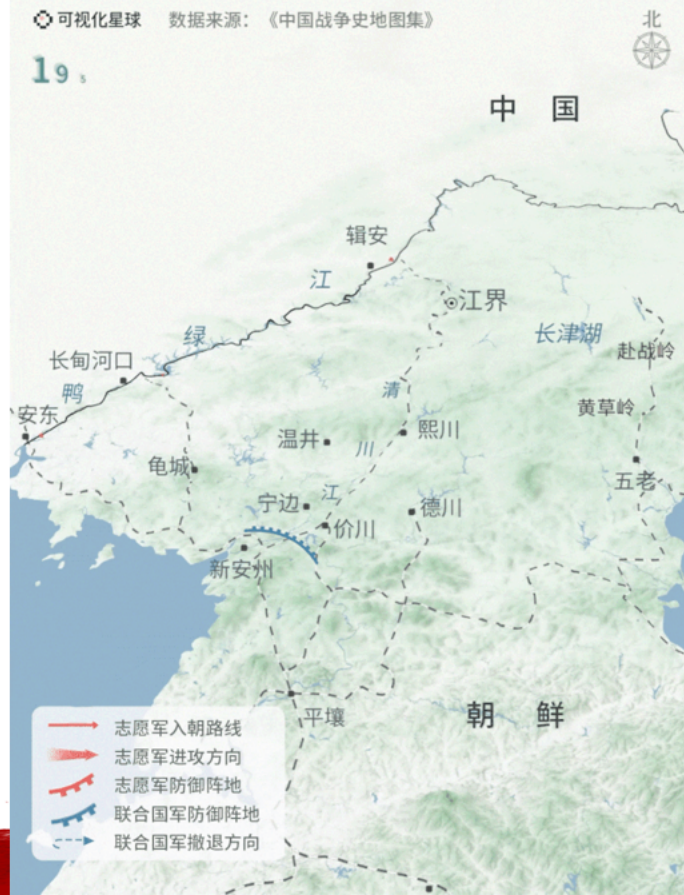 可视化星球 数据来源：《中国战争史地图集》
北
19 5
中 国
辑安
江
江界
绿
长津湖
长甸河口
赴战岭
鸭
清
黄草岭
安东
熙川
温井
川
龟城
五老
江
宁边
德川
价川
新安州
平壤
朝 鲜
志愿军入朝路线
志愿军进攻方向
志愿军防御阵地
联合国军防御阵地
联合国军撤退方向